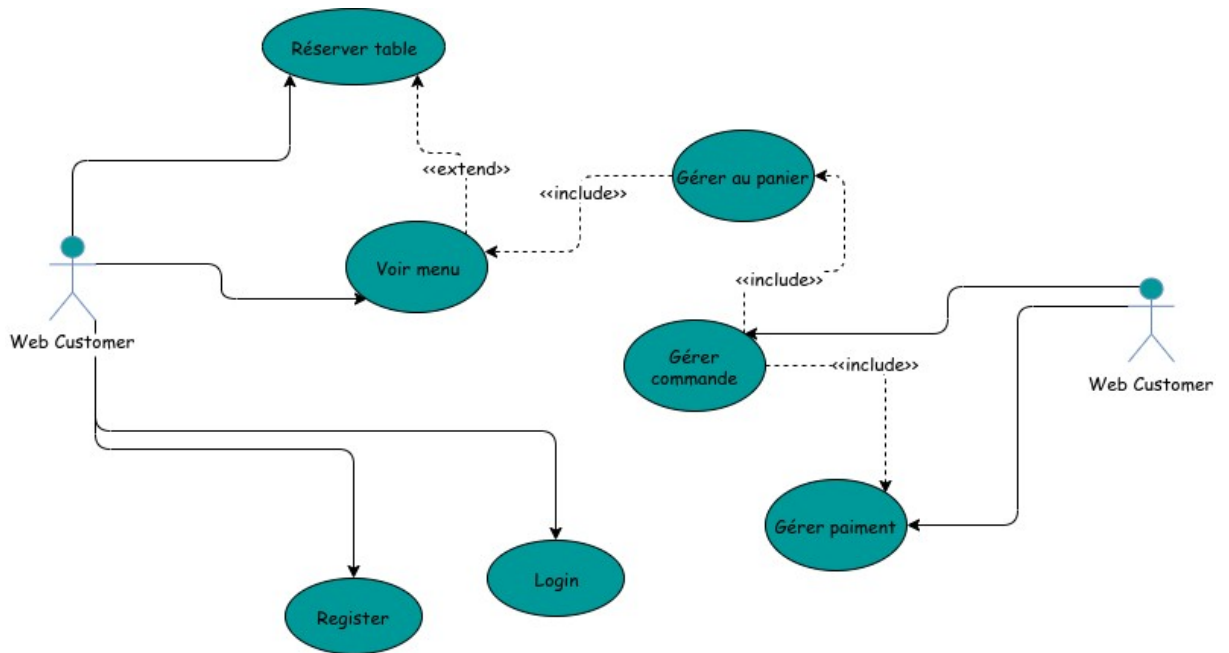 Réserver table
<<extend>>
Gérer au panier
<<include>>
Voir menu
<<include>>
Web Customer
Gérer
commande
<<include>>
Web Customer
Gérer paiment
Login
Register